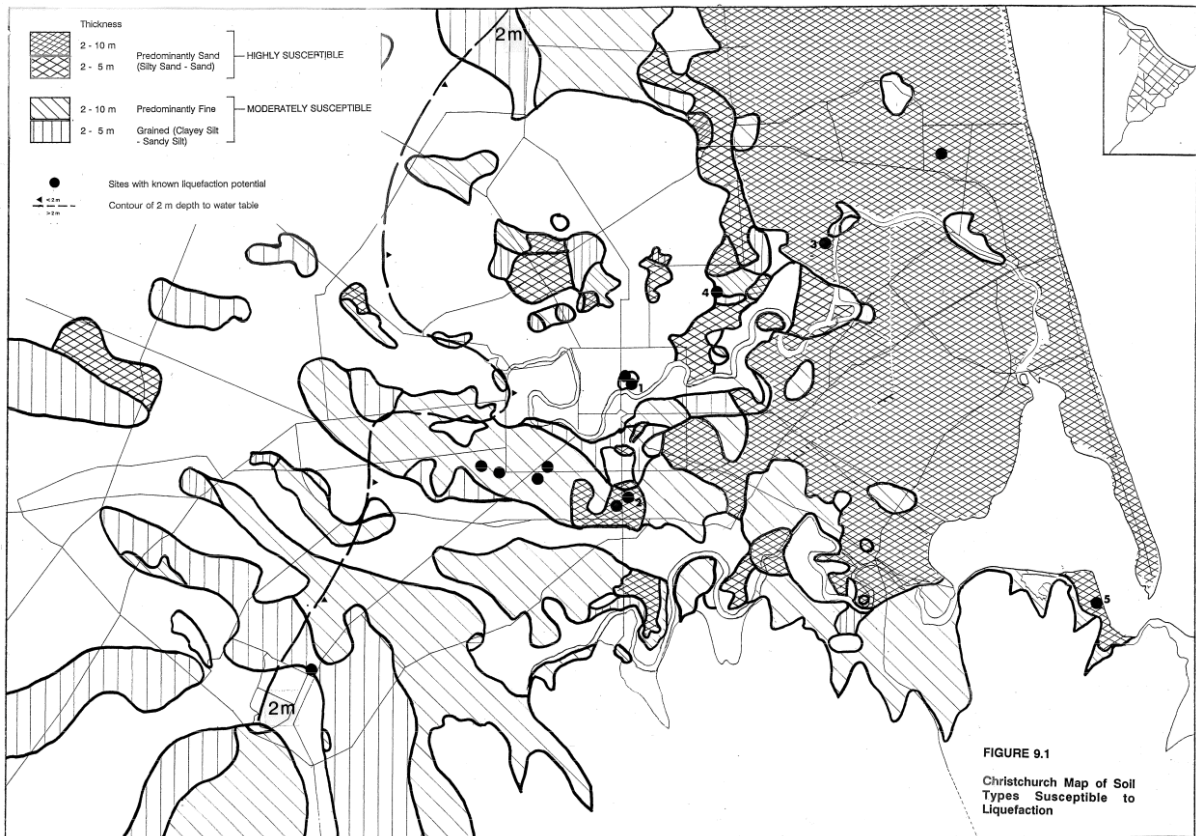 Thickness
2 - 10 m
2 - 5 m
Predominantly Sand
(Silty Sand - Sand)
HIGHLY SUSCEPTIBLE
2 - 10 m
2 - 5 m
Predominantly Fine
Grained (Clayey Silt
- Sandy Silt)
MODERATELY SUSCEPTIBLE
Sites with known liquefaction potential
< 2 m
> 2 m
Contour of 2 m depth to water table
2m
3
4
1
2
5
2m
FIGURE 9.1
Christchurch Map of Soil
Types Susceptible to
Liquefaction